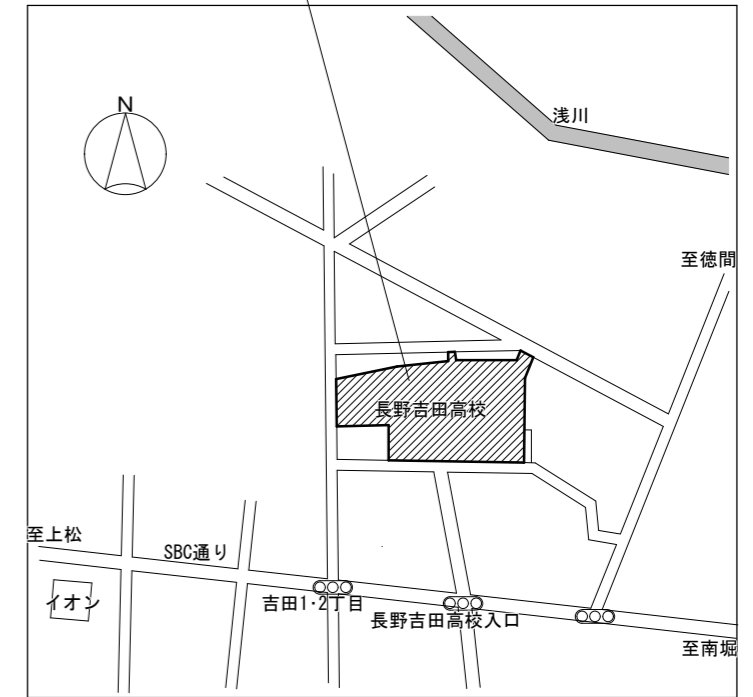 N
浅川
至徳間
長野吉田高校
至上松
SBC通り
イオン
吉田1・2丁目
長野吉田高校入口
至南堀